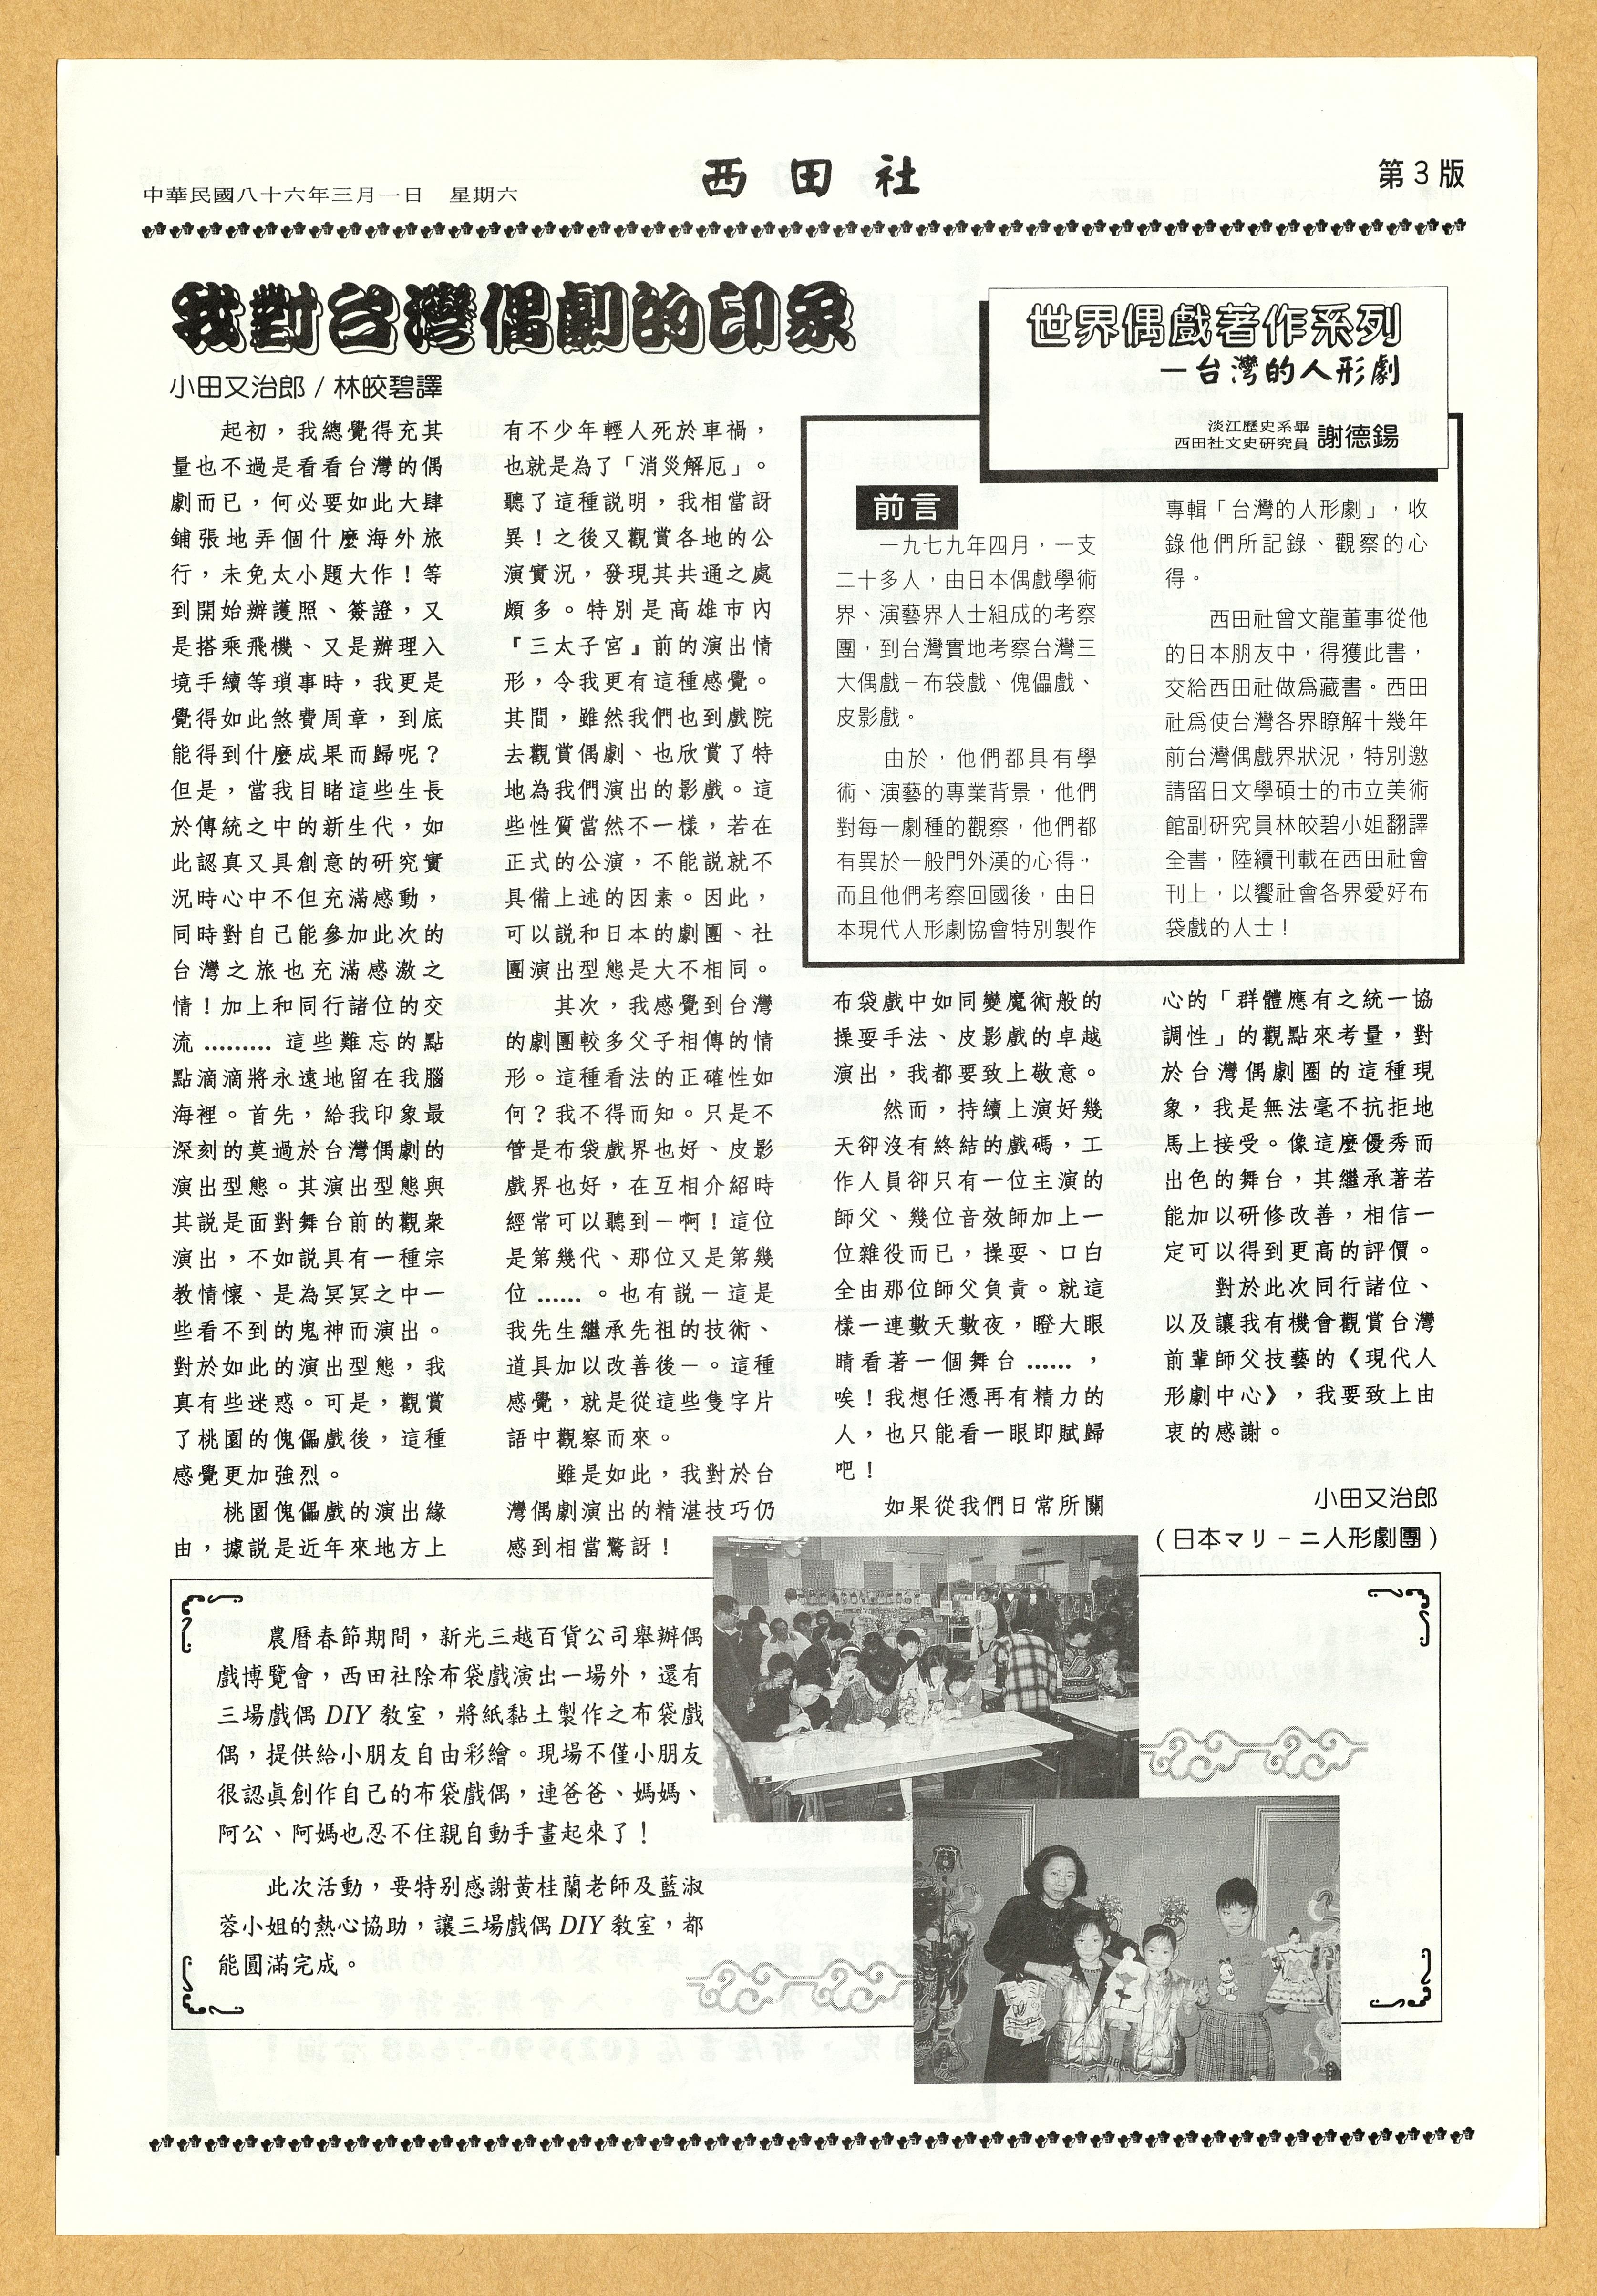 中華民國八十六年三月一日 星期六
西田社
第3版
我對台灣偶劇的印象
小田又治郎 / 林皎碧譯
起初，我總覺得充其
量也不過是看看台灣的偶
劇而已，何必要如此大肆
鋪張地弄個什麼海外旅
行，未免太小題大作！等
到開始辦護照、簽證，又
是搭乘飛機、又是辦理入
境手續等瑣事時，我更是
覺得如此煞費周章，到底
能得到什麼成果而歸呢？
但是，當我目睹這些生長
於傳統之中的新生代，如
此認真又具創意的研究實
況時心中不但充滿感動，
同時對自己能參加此次的
台灣之旅也充滿感激之
情！加上和同行諸位的交
流 ……… 這些難忘的點
點滴滴將永遠地留在我腦
海裡。首先，給我印象最
深刻的莫過於台灣偶劇的
演出型態。其演出型態與
其說是面對舞台前的觀眾
演出，不如說具有一種宗
教情懷、是為冥冥之中一
些看不到的鬼神而演出。
對於如此的演出型態，我
真有些迷惑。可是，觀賞
了桃園的傀儡戲後，這種
感覺更加強烈。
桃園傀儡戲的演出緣
由，據說是近年來地方上
有不少年輕人死於車禍，
也就是為了「消災解厄」。
聽了這種說明，我相當訝
異！之後又觀賞各地的公
演實況，發現其共通之處
頗多。特別是高雄市內
『三太子宮』前的演出情
形，令我更有這種感覺。
其間，雖然我們也到戲院
去觀賞偶劇、也欣賞了特
地為我們演出的影戲。這
些性質當然不一樣，若在
正式的公演，不能說就不
具備上述的因素。因此，
可以說和日本的劇團、社
團演出型態是大不相同。
其次，我感覺到台灣
的劇團較多父子相傳的情
形。這種看法的正確性如
何？我不得而知。只是不
管是布袋戲界也好、皮影
戲界也好，在互相介紹時
經常可以聽到－啊！這位
是第幾代、那位又是第幾
位 …… 。也有說－這是
我先生繼承先祖的技術、
道具加以改善後－。這種
感覺，就是從這些隻字片
語中觀察而來。
雖是如此，我對於台
灣偶劇演出的精湛技巧仍
感到相當驚訝！
世界偶戲著作系列
－台灣的人形劇
淡江歷史系畢
西田社文史研究員 謝德錫
前言
一九七九年四月，一支
二十多人，由日本偶戲學術
界、演藝界人士組成的考察
團，到台灣實地考察台灣三
大偶戲－布袋戲、傀儡戲、
皮影戲。
由於，他們都具有學
術、演藝的專業背景，他們
對每一劇種的觀察，他們都
有異於一般門外漢的心得，
而且他們考察回國後，由日
本現代人形劇協會特別製作
專輯「台灣的人形劇」，收
錄他們所記錄、觀察的心
得。
西田社曾文龍董事從他
的日本朋友中，得獲此書，
交給西田社做爲藏書。西田
社爲使台灣各界瞭解十幾年
前台灣偶戲界狀況，特別邀
請留日文學碩士的市立美術
館副研究員林皎碧小姐翻譯
全書，陸續刊載在西田社會
刊上，以饗社會各界愛好布
袋戲的人士！
布袋戲中如同變魔術般的
操耍手法、皮影戲的卓越
演出，我都要致上敬意。
然而，持續上演好幾
天卻沒有終結的戲碼，工
作人員卻只有一位主演的
師父、幾位音效師加上一
位雜役而已，操耍、口白
全由那位師父負責。就這
樣一連數天數夜，瞪大眼
睛看著一個舞台 …… ，
唉！我想任憑再有精力的
人，也只能看一眼即賦歸
吧！
如果從我們日常所關
心的「群體應有之統一協
調性」的觀點來考量，對
於台灣偶劇團的這種現
象，我是無法毫不抗拒地
馬上接受。像這麼優秀而
出色的舞台，其繼承著若
能加以研修改善，相信一
定可以得到更高的評價。
對於此次同行諸位、
以及讓我有機會觀賞台灣
前輩師父技藝的《現代人
形劇中心》，我要致上由
衷的感謝。
小田又治郎
（日本マリーニ人形劇團）
農曆春節期間，新光三越百貨公司舉辦偶
戲博覽會，西田社除布袋戲演出一場外，還有
三場戲偶 DIY 教室，將紙黏土製作之布袋戲
偶，提供給小朋友自由彩繪。現場不僅小朋友
很認眞創作自己的布袋戲偶，連爸爸、媽媽、
阿公、阿媽也忍不住親自動手畫起來了！
此次活動，要特別感謝黃桂蘭老師及藍淑
蓉小姐的熱心協助，讓三場戲偶 DIY 教室，都
能圓滿完成。